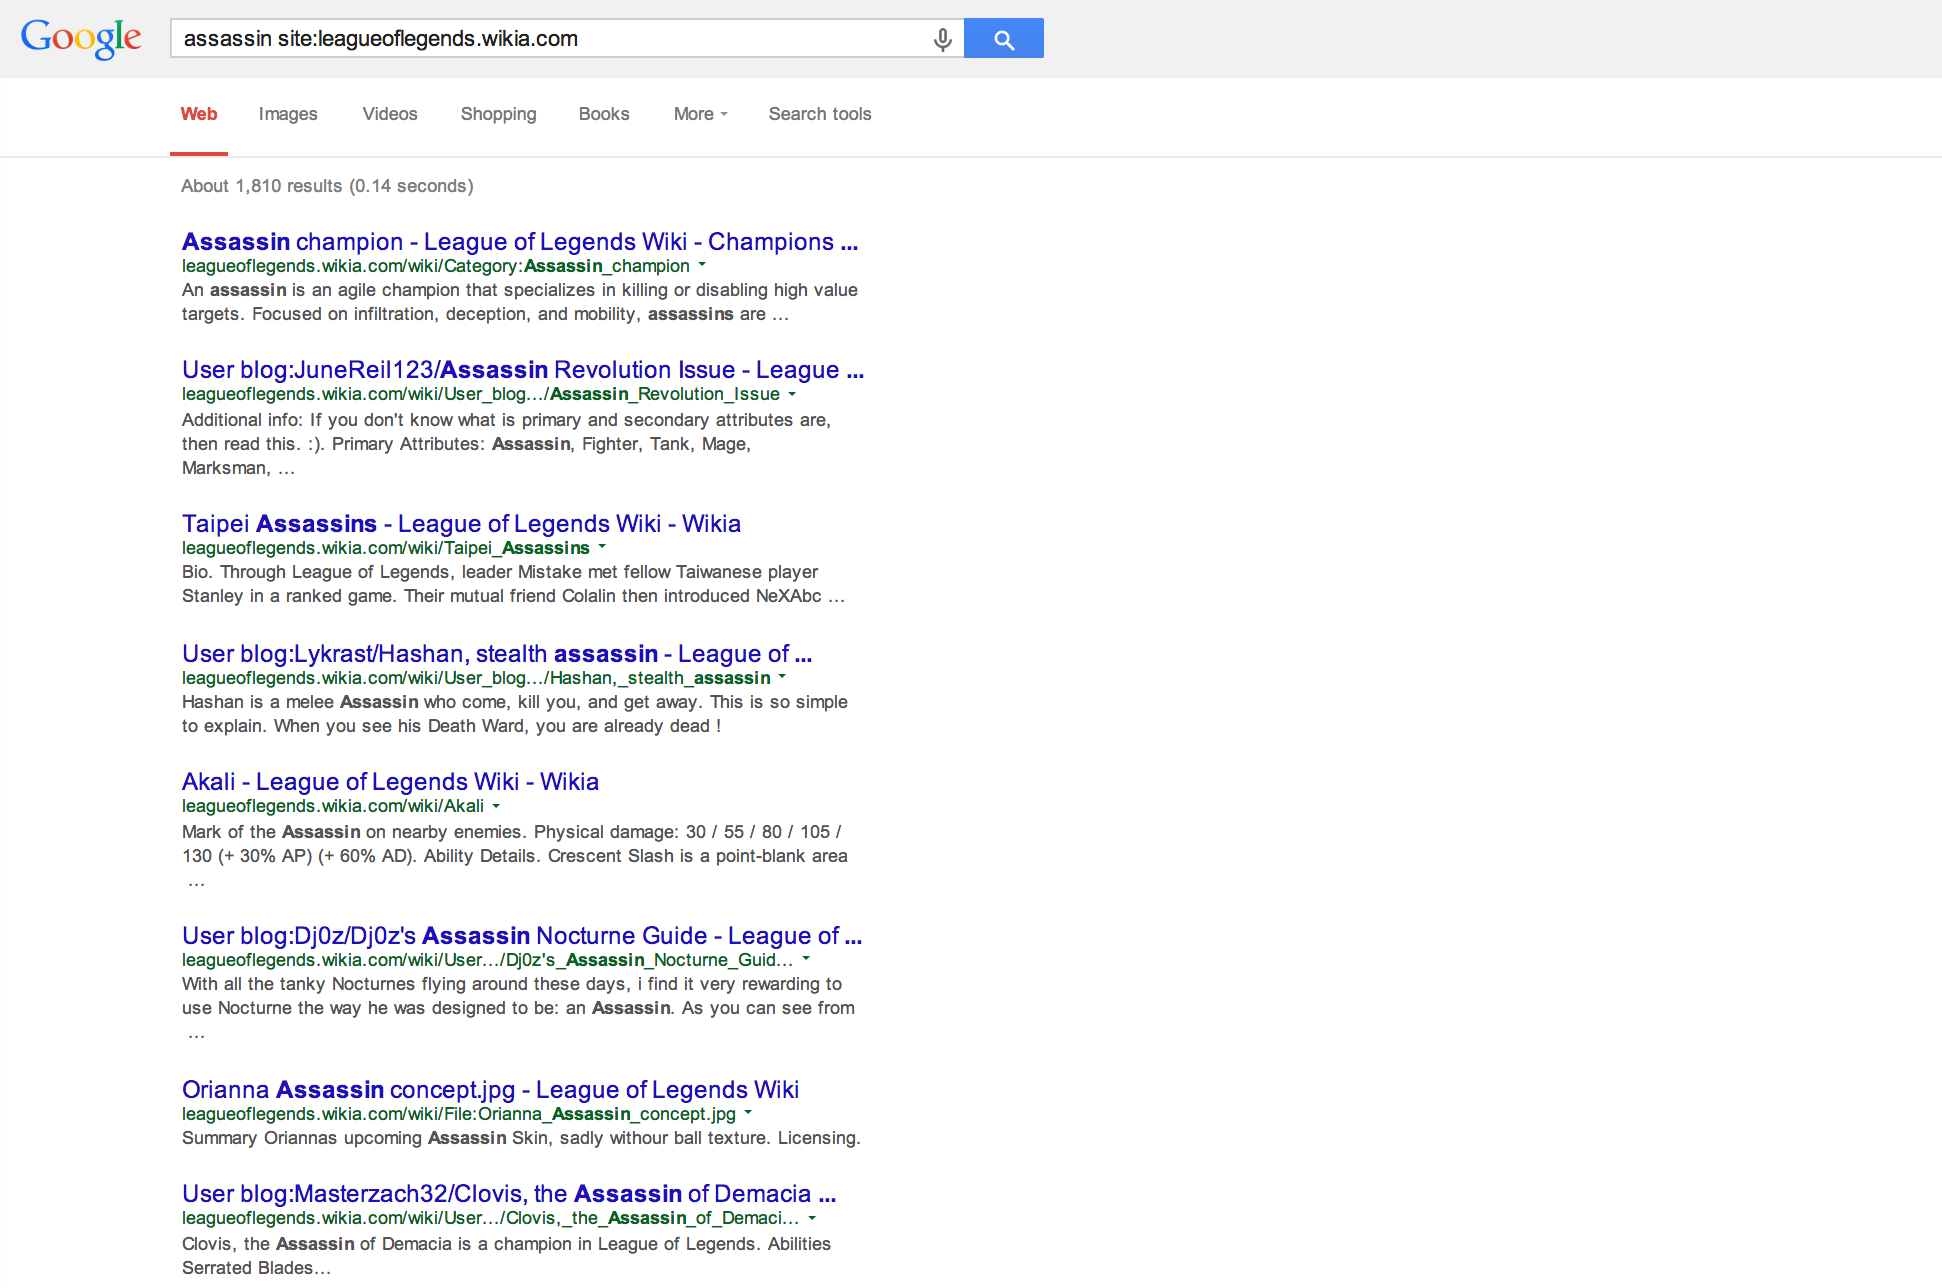 Google
assassin site:leagueoflegends.wikia.com
Web Images Videos Shopping Books More Search tools
About 1,810 results (0.14 seconds)
Assassin champion - League of Legends Wiki - Champions ...
leagueoflegends.wikia.com/wiki/Category:Assassin_champion
An assassin is an agile champion that specializes in killing or disabling high value
targets. Focused on infiltration, deception, and mobility, assassins are ...
User blog:JuneReil123/Assassin Revolution Issue - League ...
leagueoflegends.wikia.com/wiki/User_blog.../Assassin_Revolution_Issue
Additional info: If you don't know what is primary and secondary attributes are,
then read this. :). Primary Attributes: Assassin, Fighter, Tank, Mage,
Marksman, ...
Taipei Assassins - League of Legends Wiki - Wikia
leagueoflegends.wikia.com/wiki/Taipei_Assassins
Bio. Through League of Legends, leader Mistake met fellow Taiwanese player
Stanley in a ranked game. Their mutual friend Colalin then introduced NeXAbc ...
User blog:Lykrast/Hashan, stealth assassin - League of ...
leagueoflegends.wikia.com/wiki/User_blog.../Hashan,_stealth_assassin
Hashan is a melee Assassin who come, kill you, and get away. This is so simple
to explain. When you see his Death Ward, you are already dead !
Akali - League of Legends Wiki - Wikia
leagueoflegends.wikia.com/wiki/Akali
Mark of the Assassin on nearby enemies. Physical damage: 30 / 55 / 80 / 105 /
130 (+ 30% AP) (+ 60% AD). Ability Details. Crescent Slash is a point-blank area
...
User blog:Dj0z/Dj0z's Assassin Nocturne Guide - League of ...
leagueoflegends.wikia.com/wiki/User.../Dj0z's_Assassin_Nocturne_Guid...
With all the tanky Nocturnes flying around these days, i find it very rewarding to
use Nocturne the way he was designed to be: an Assassin. As you can see from
...
Orianna Assassin concept.jpg - League of Legends Wiki
leagueoflegends.wikia.com/wiki/File:Orianna_Assassin_concept.jpg
Summary Oriannas upcoming Assassin Skin, sadly withour ball texture. Licensing.
User blog:Masterzach32/Clovis, the Assassin of Demacia ...
leagueoflegends.wikia.com/wiki/User.../Clovis,_the_Assassin_of_Demaci...
Clovis, the Assassin of Demacia is a champion in League of Legends. Abilities
Serrated Blades...